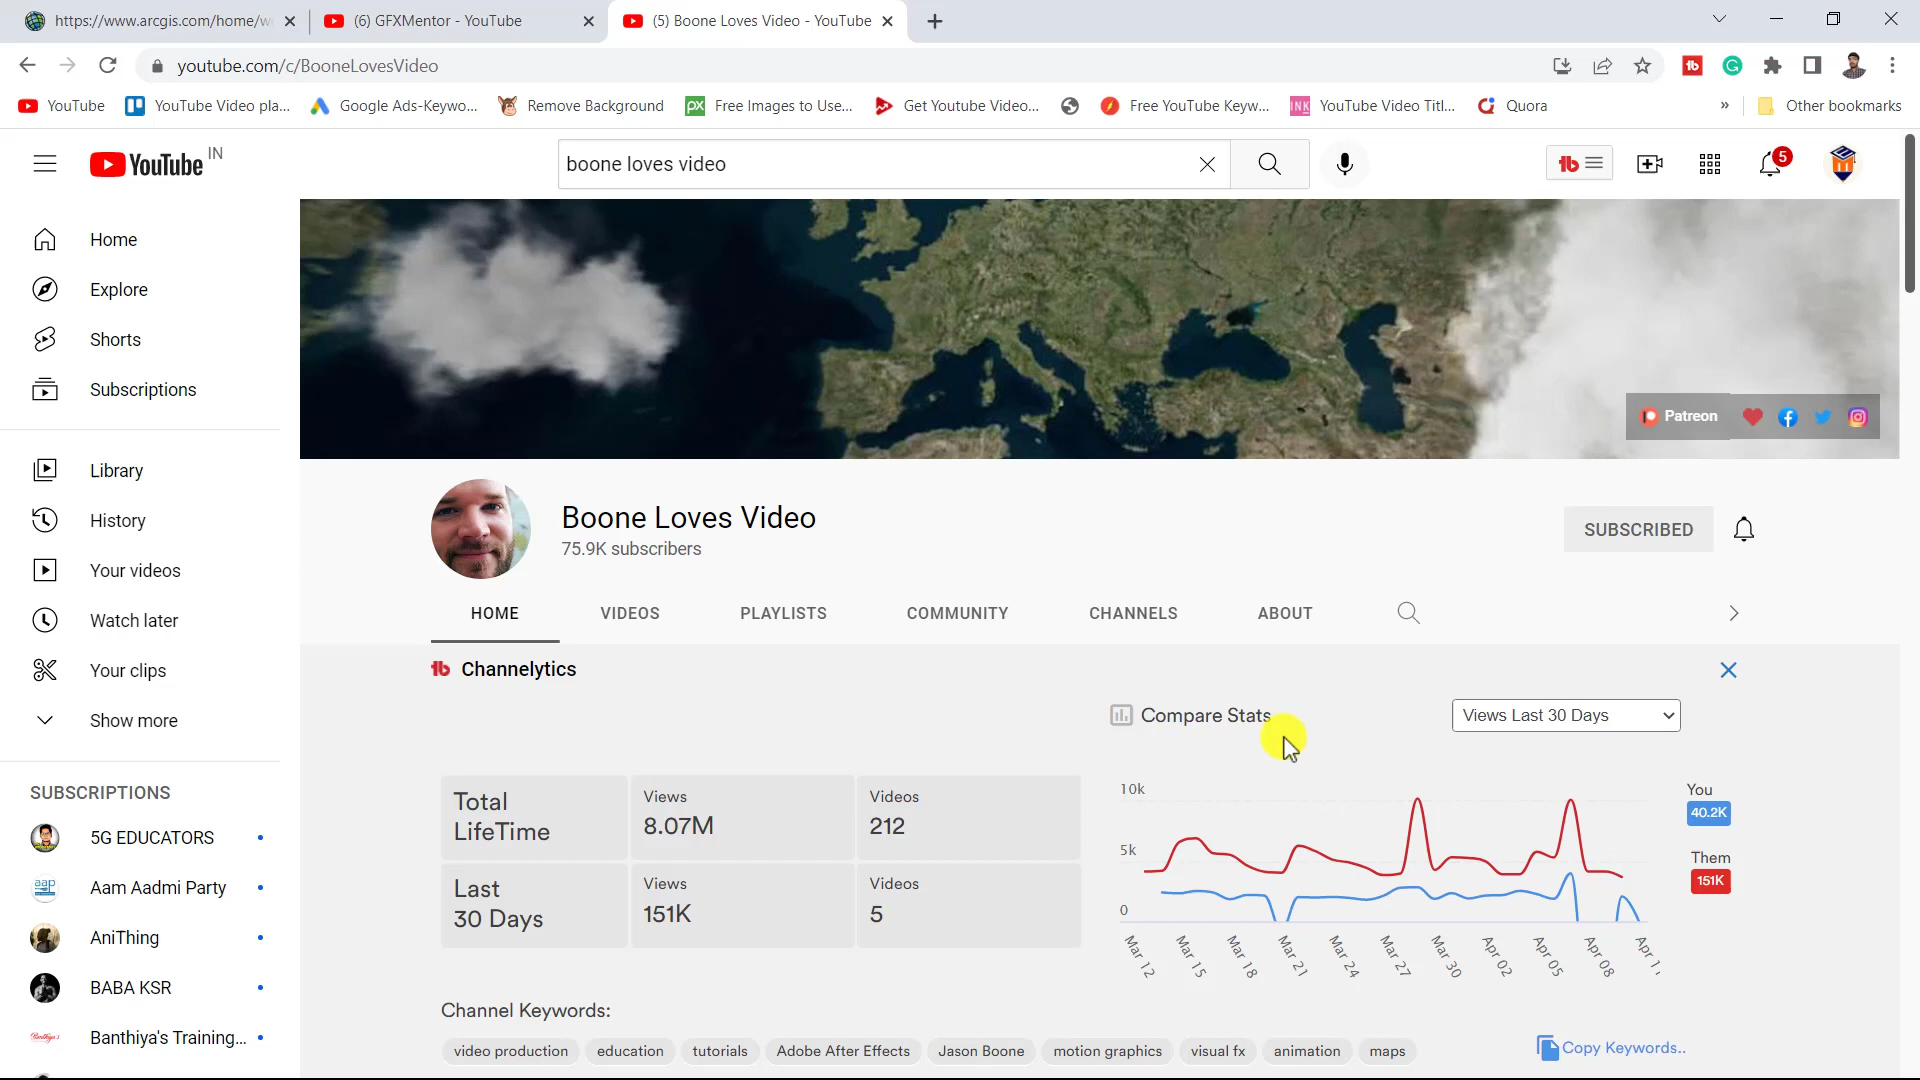 https://www.arcgis.com/home/w
(6) GFXMentor - YouTube
(5) Boone Loves Video - YouTube
youtube.com/c/BooneLovesVideo
YouTube
YouTube Video pla...
Google Ads-Keywo...
Remove Background
Free Images to Use...
Get Youtube Video...
Free YouTube Keyw...
YouTube Video Titl...
Quora
»
Other bookmarks
YouTube IN
boone loves video
5
Home
Explore
Shorts
Subscriptions
Library
History
Your videos
Watch later
Your clips
Show more
SUBSCRIPTIONS
5G EDUCATORS
Aam Aadmi Party
AniThing
BABA KSR
Banthiya's Training...
Patreon
Boone Loves Video
75.9K subscribers
SUBSCRIBED
HOME
VIDEOS
PLAYLISTS
COMMUNITY
CHANNELS
ABOUT
Channelytics
Compare Stats
Views Last 30 Days
Total
LifeTime
Views
8.07M
Videos
212
Last
30 Days
Views
151K
Videos
5
10k
5k
0
Mar 12
Mar 15
Mar 18
Mar 21
Mar 24
Mar 27
Mar 30
Apr 02
Apr 05
Apr 08
You
40.2K
Them
151K
Channel Keywords:
video production
education
tutorials
Adobe After Effects
Jason Boone
motion graphics
visual fx
animation
maps
Copy Keywords..